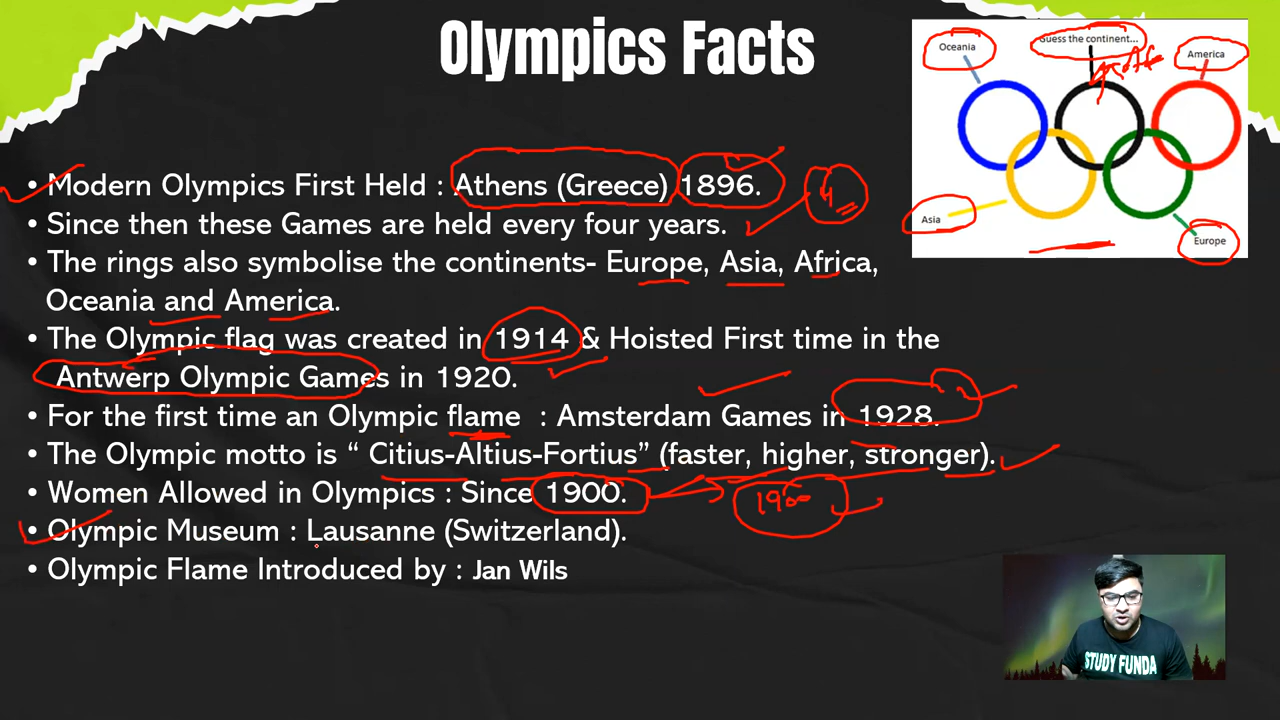 Olympics Facts
Oceania
Guess the continent...
America
Asia
Europe
• Modern Olympics First Held : Athens (Greece) 1896.
4
• Since then these Games are held every four years.
• The rings also symbolise the continents- Europe, Asia, Africa,
Oceania and America.
• The Olympic flag was created in 1914 & Hoisted First time in the
Antwerp Olympic Games in 1920.
• For the first time an Olympic flame : Amsterdam Games in 1928.
• The Olympic motto is “ Citius-Altius-Fortius” (faster, higher, stronger).
• Women Allowed in Olympics : Since 1900.
1900
• Olympic Museum : Lausanne (Switzerland).
• Olympic Flame Introduced by : Jan Wils
STUDY FUNDA